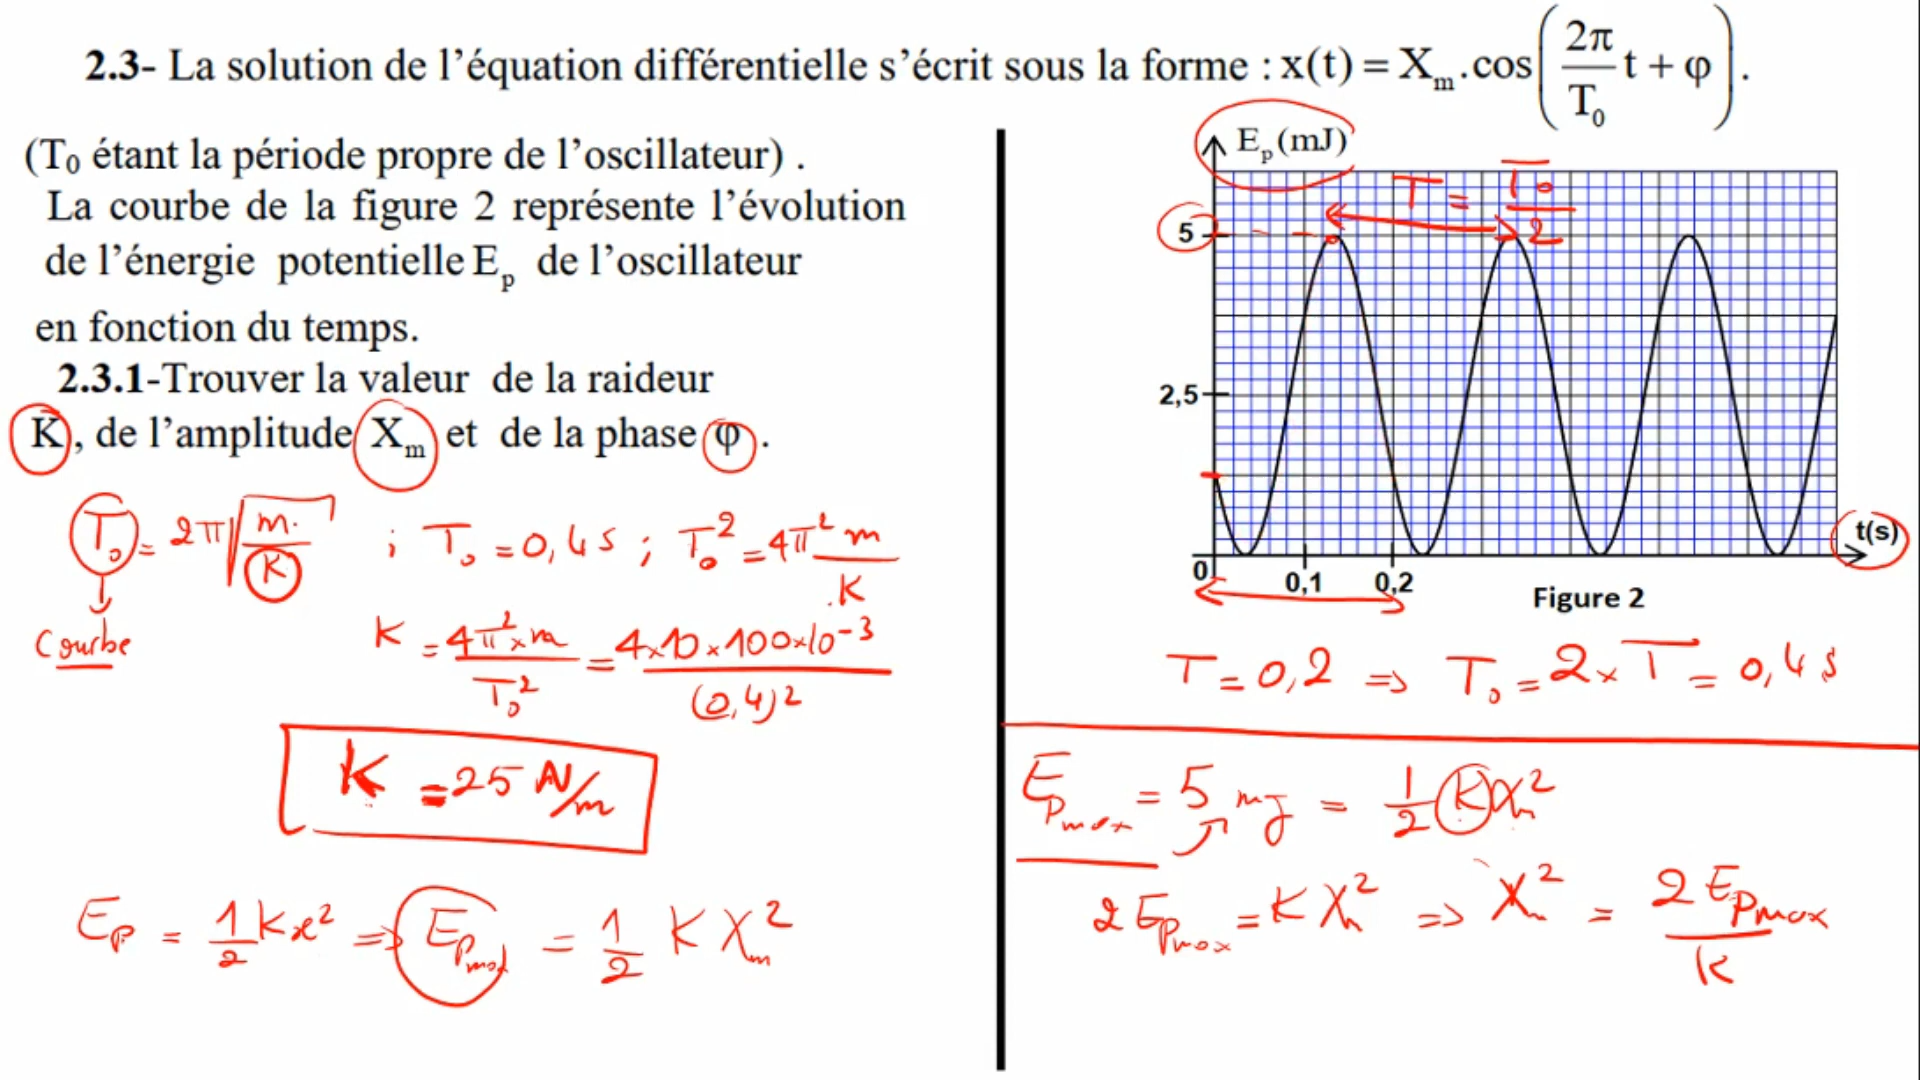 2.3- La solution de l’équation différentielle s’écrit sous la forme : x(t) = Xm.cos(2π/T0 t + φ).
(T0 étant la période propre de l’oscillateur) .
La courbe de la figure 2 représente l’évolution
de l’énergie potentielle Ep de l’oscillateur
en fonction du temps.
2.3.1-Trouver la valeur de la raideur
K , de l’amplitude Xm et de la phase φ .
T0 = 2π√(m/K) ; T0 = 0,4 s ; T0² = 4π² m / K
Courbe
K = 4π² × m / T0² = 4×10×100×10⁻³ / (0,4)²
K = 25 N/m
Ep = 1/2 K x² ⇒ Epmax = 1/2 K Xm²
Ep(mJ)
T = T0/2
5
2,5
0
0,1
0,2
t(s)
Figure 2
T = 0,2 ⇒ T0 = 2 × T = 0,4 s
Epmax = 5 mJ = 1/2 K Xm²
2 Epmax = K Xm² ⇒ Xm² = 2 Epmax / K